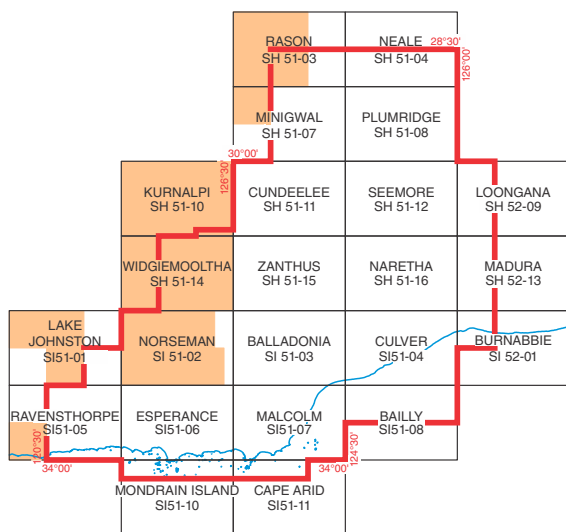 RASON
SH 51-03
NEALE
SH 51-04
28°30'
126°00'
MINIGWAL
SH 51-07
PLUMRIDGE
SH 51-08
30°00'
126°30'
KURNALPI
SH 51-10
CUNDEELEE
SH 51-11
SEEMORE
SH 51-12
LOONGANA
SH 52-09
WIDGIEMOOLTHA
SH 51-14
ZANTHUS
SH 51-15
NARETHA
SH 51-16
MADURA
SH 52-13
LAKE
JOHNSTON
SI51-01
NORSEMAN
SI 51-02
BALLADONIA
SI 51-03
CULVER
SI51-04
BURNABBIE
SI 52-01
RAVENSTHORPE
SI51-05
ESPERANCE
SI51-06
MALCOLM
SI51-07
BAILLY
SI51-08
120°30'
34°00'
34°00'
124°30'
MONDRAIN ISLAND
SI51-10
CAPE ARID
SI51-11